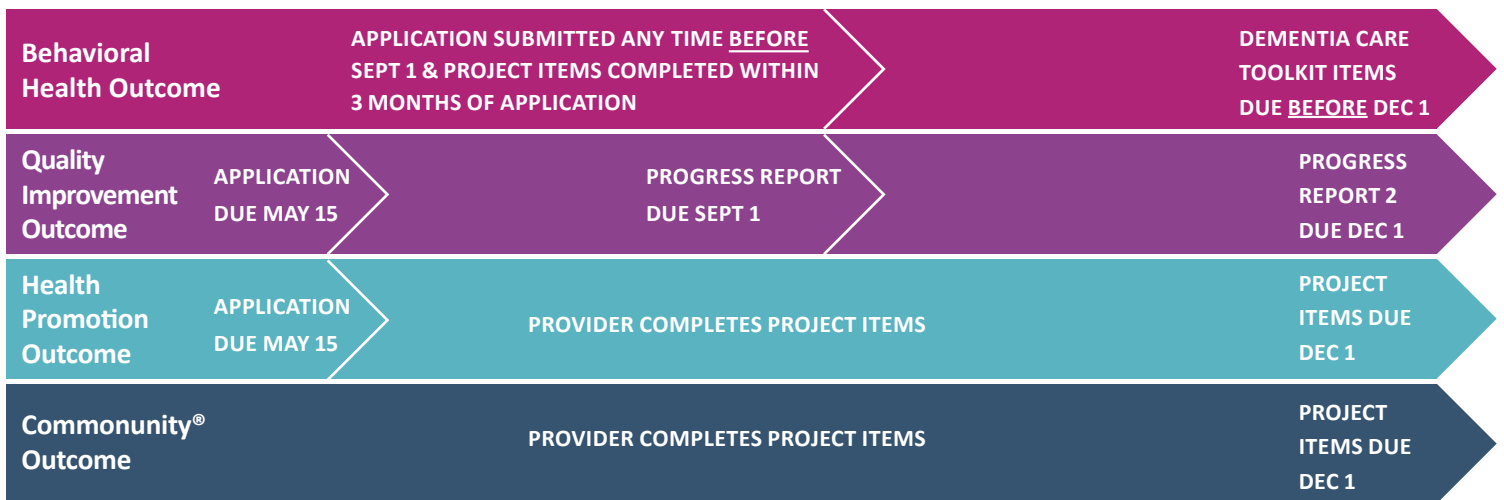 Behavioral
Health Outcome
APPLICATION SUBMITTED ANY TIME BEFORE
SEPT 1 & PROJECT ITEMS COMPLETED WITHIN
3 MONTHS OF APPLICATION
DEMENTIA CARE
TOOLKIT ITEMS
DUE BEFORE DEC 1
Quality
Improvement
Outcome
APPLICATION
DUE MAY 15
PROGRESS REPORT
DUE SEPT 1
PROGRESS
REPORT 2
DUE DEC 1
Health
Promotion
Outcome
APPLICATION
DUE MAY 15
PROVIDER COMPLETES PROJECT ITEMS
PROJECT
ITEMS DUE
DEC 1
Commonunity®
Outcome
PROVIDER COMPLETES PROJECT ITEMS
PROJECT
ITEMS DUE
DEC 1